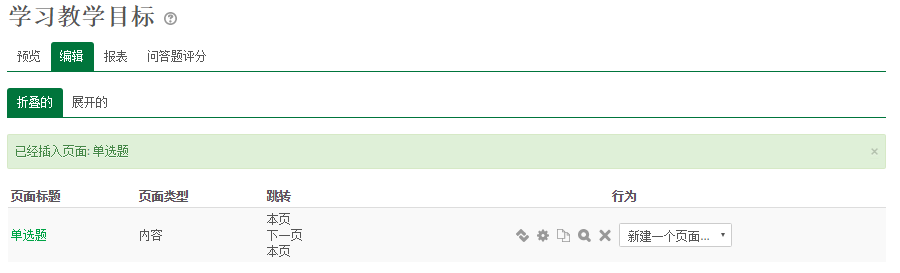 学习教学目标
预览 编辑 报表 问答题评分
折叠的 展开的
已经插入页面: 单选题 ×
页面标题 页面类型 跳转 行为
单选题 内容 本页 新建一个页面...
下一页
本页